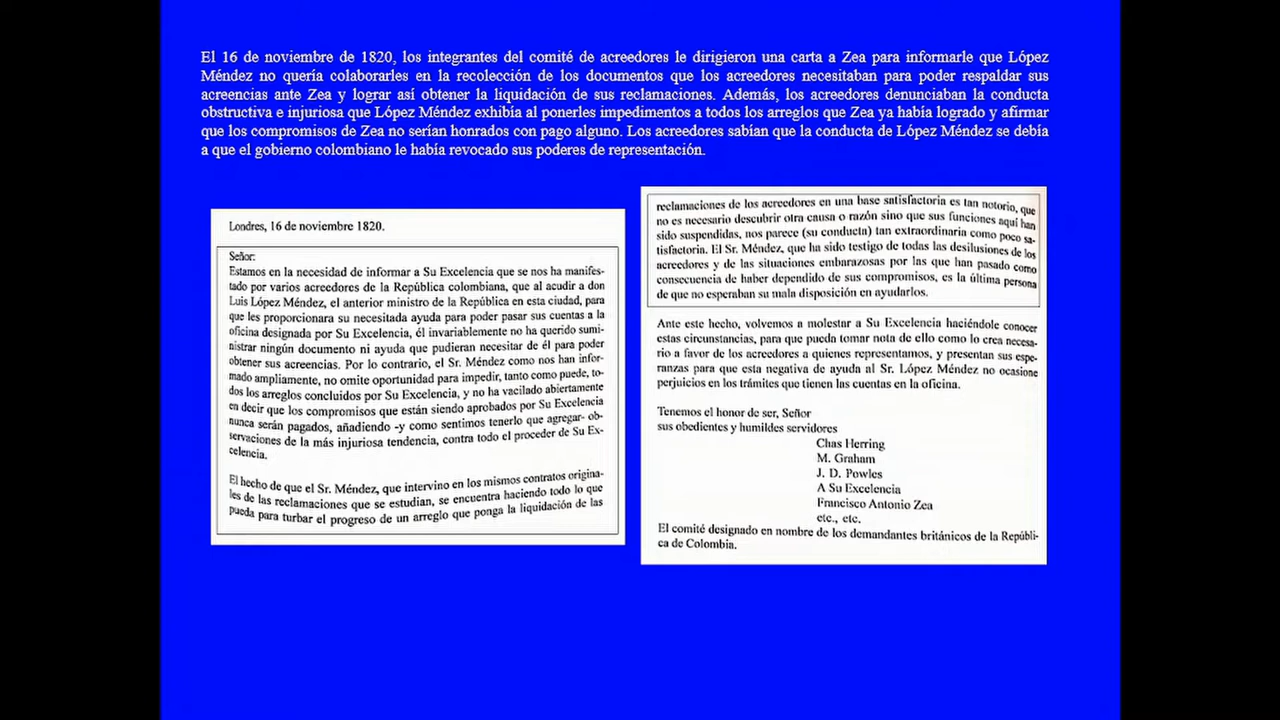 El 16 de noviembre de 1820, los integrantes del comité de acreedores le dirigieron una carta a Zea para informarle que López
Méndez no quería colaborarles en la recolección de los documentos que los acreedores necesitaban para poder respaldar sus
acreencias ante Zea y lograr así obtener la liquidación de sus reclamaciones. Además, los acreedores denunciaban la conducta
obstructiva e injuriosa que López Méndez exhibía al ponerles impedimentos a todos los arreglos que Zea ya había logrado y afirmar
que los compromisos de Zea no serían honrados con pago alguno. Los acreedores sabían que la conducta de López Méndez se debía
a que el gobierno colombiano le había revocado sus poderes de representación.
Londres, 16 de noviembre 1820.
Señor:
Estamos en la necesidad de informar a Su Excelencia que se nos ha manifes-
tado por varios acreedores de la República colombiana, que al acudir a don
Luis López Méndez, el anterior ministro de la República en esta ciudad, para
que les proporcionara su necesitada ayuda para poder pasar sus cuentas a la
oficina designada por Su Excelencia, él invariablemente no ha querido sumi-
nistrar ningún documento ni ayuda que pudieran necesitar de él para poder
obtener sus acreencias. Por lo contrario, el Sr. Méndez como nos han infor-
mado ampliamente, no omite oportunidad para impedir, tanto como puede, to-
dos los arreglos concluidos por Su Excelencia, y no ha vacilado abiertamente
en decir que los compromisos que están siendo aprobados por Su Excelencia
nunca serán pagados, añadiendo -y como sentimos tenerlo que agregar- ob-
servaciones de la más injuriosa tendencia, contra todo el proceder de Su Ex-
celencia.
El hecho de que el Sr. Méndez, que intervino en los mismos contratos origina-
les de las reclamaciones que se estudian, se encuentra haciendo todo lo que
pueda para turbar el progreso de un arreglo que ponga la liquidación de las
reclamaciones de los acreedores en una base satisfactoria es tan notorio, que
no es necesario descubrir otra causa o razón sino que sus funciones aquí han
sido suspendidas, nos parece (su conducta) tan extraordinaria como poco sa-
tisfactoria. El Sr. Méndez, que ha sido testigo de todas las desilusiones de los
acreedores y de las situaciones embarazosas por las que han pasado como
consecuencia de haber dependido de sus compromisos, es la última persona
de que no esperaban su mala disposición en ayudarlos.
Ante este hecho, volvemos a molestar a Su Excelencia haciéndole conocer
estas circunstancias, para que pueda tomar nota de ello como lo crea necesa-
rio a favor de los acreedores a quienes representamos, y presentan sus espe-
ranzas para que esta negativa de ayuda al Sr. López Méndez no ocasione
perjuicios en los trámites que tienen las cuentas en la oficina.
Tenemos el honor de ser, Señor
sus obedientes y humildes servidores
Chas Herring
M. Graham
J. D. Powles
A Su Excelencia
Francisco Antonio Zea
etc., etc.
El comité designado en nombre de los demandantes británicos de la Repúbli-
ca de Colombia.